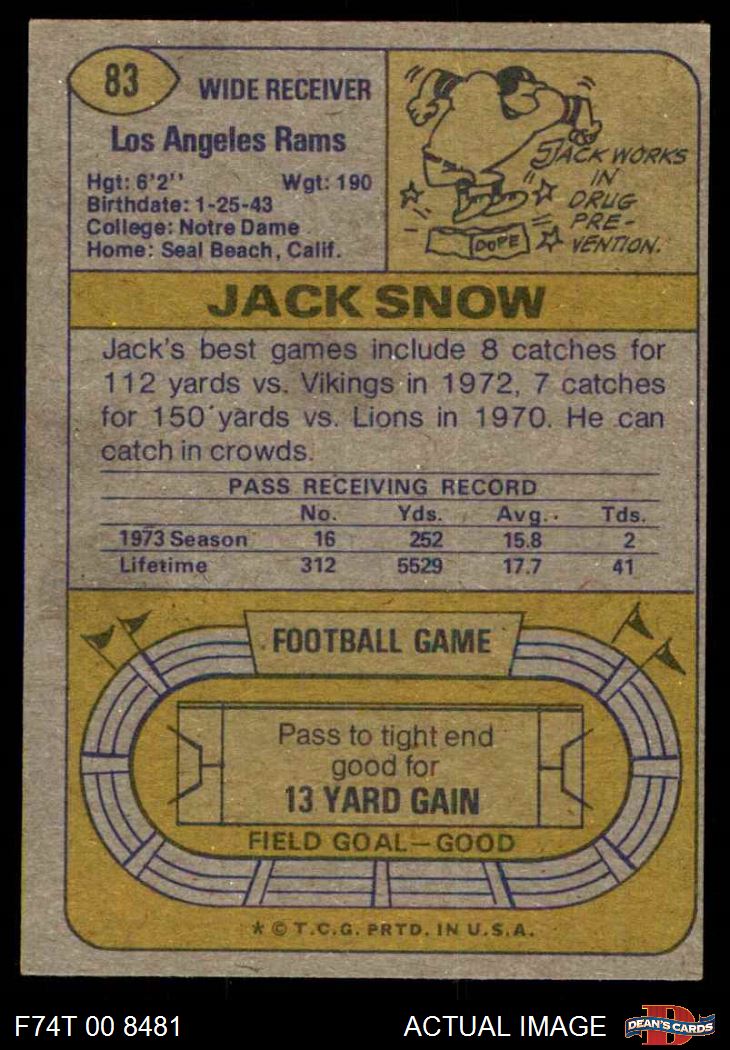 83
WIDE RECEIVER
Los Angeles Rams
Hgt: 6'2'' Wgt: 190
Birthdate: 1-25-43
College: Notre Dame
Home: Seal Beach, Calif.
JACK WORKS
IN
DRUG
PRE-
VENTION.
DOPE
JACK SNOW
Jack's best games include 8 catches for
112 yards vs. Vikings in 1972, 7 catches
for 150 yards vs. Lions in 1970. He can
catch in crowds.
PASS RECEIVING RECORD
No. Yds. Avg. Tds.
1973 Season 16 252 15.8 2
Lifetime 312 5529 17.7 41
FOOTBALL GAME
Pass to tight end
good for
13 YARD GAIN
FIELD GOAL—GOOD
* © T.C.G. PRTD. IN U.S.A.
F74T 00 8481 ACTUAL IMAGE
D
DEAN'S CARDS